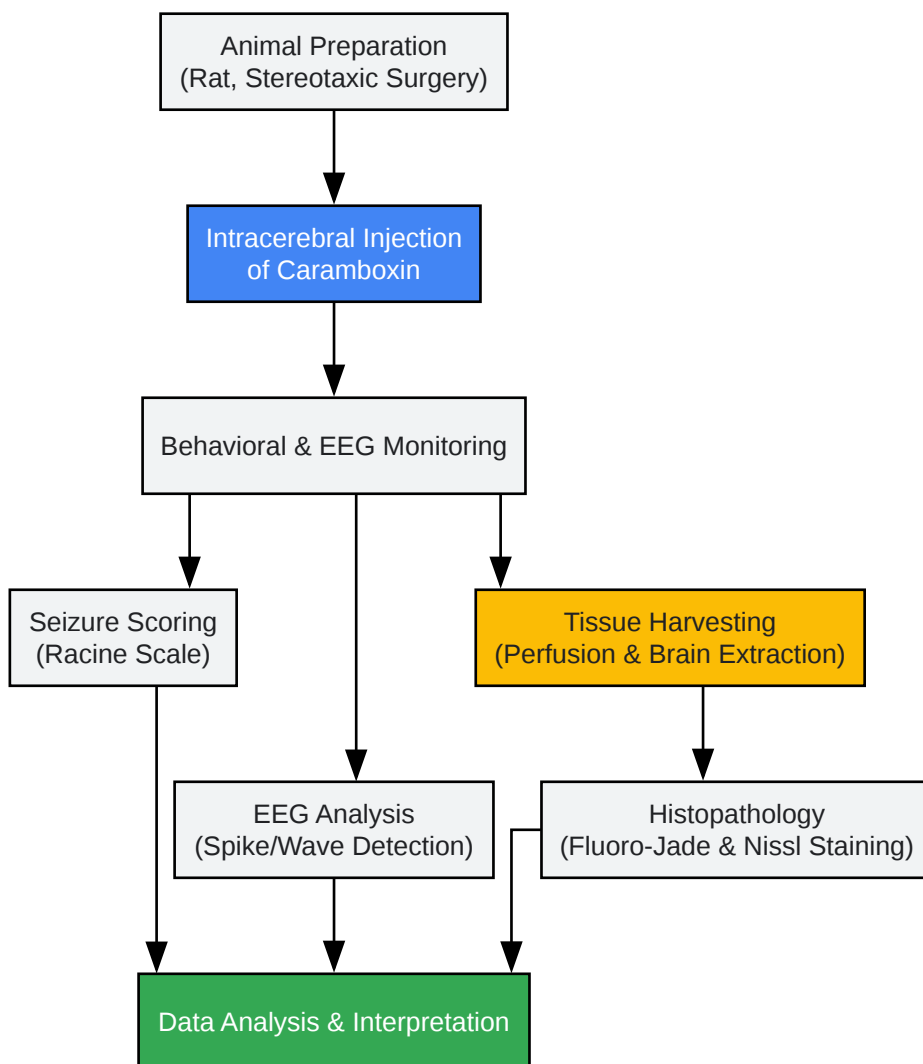 Animal Preparation
(Rat, Stereotaxic Surgery)
Intracerebral Injection
of Caramboxin
Behavioral & EEG Monitoring
Seizure Scoring
(Racine Scale)
Tissue Harvesting
(Perfusion & Brain Extraction)
EEG Analysis
(Spike/Wave Detection)
Histopathology
(Fluoro-Jade & Nissl Staining)
Data Analysis & Interpretation